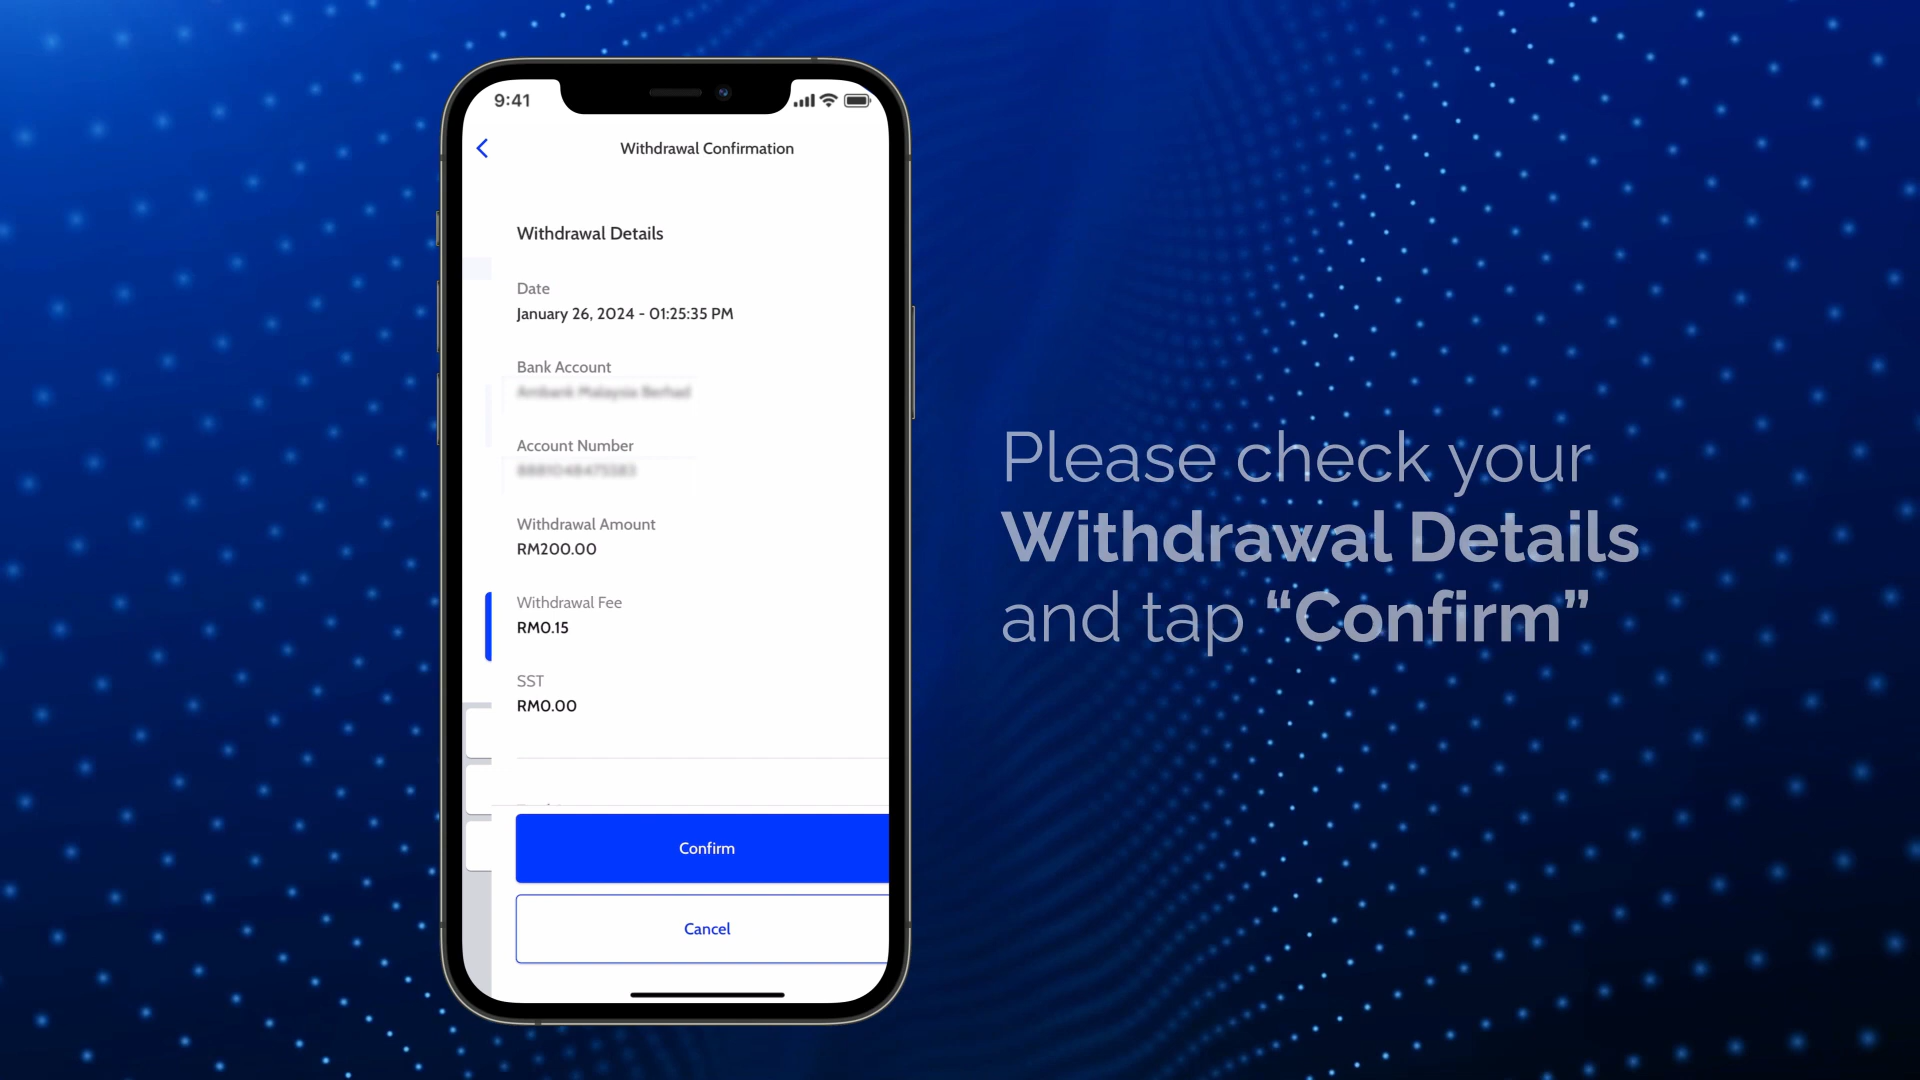 9:41
Withdrawal Confirmation
Withdrawal Details
Date
January 26, 2024 - 01:25:35 PM
Bank Account
Account Number
Withdrawal Amount
RM200.00
Withdrawal Fee
RM0.15
SST
RM0.00
Confirm
Cancel
Please check your
Withdrawal Details
and tap “Confirm”